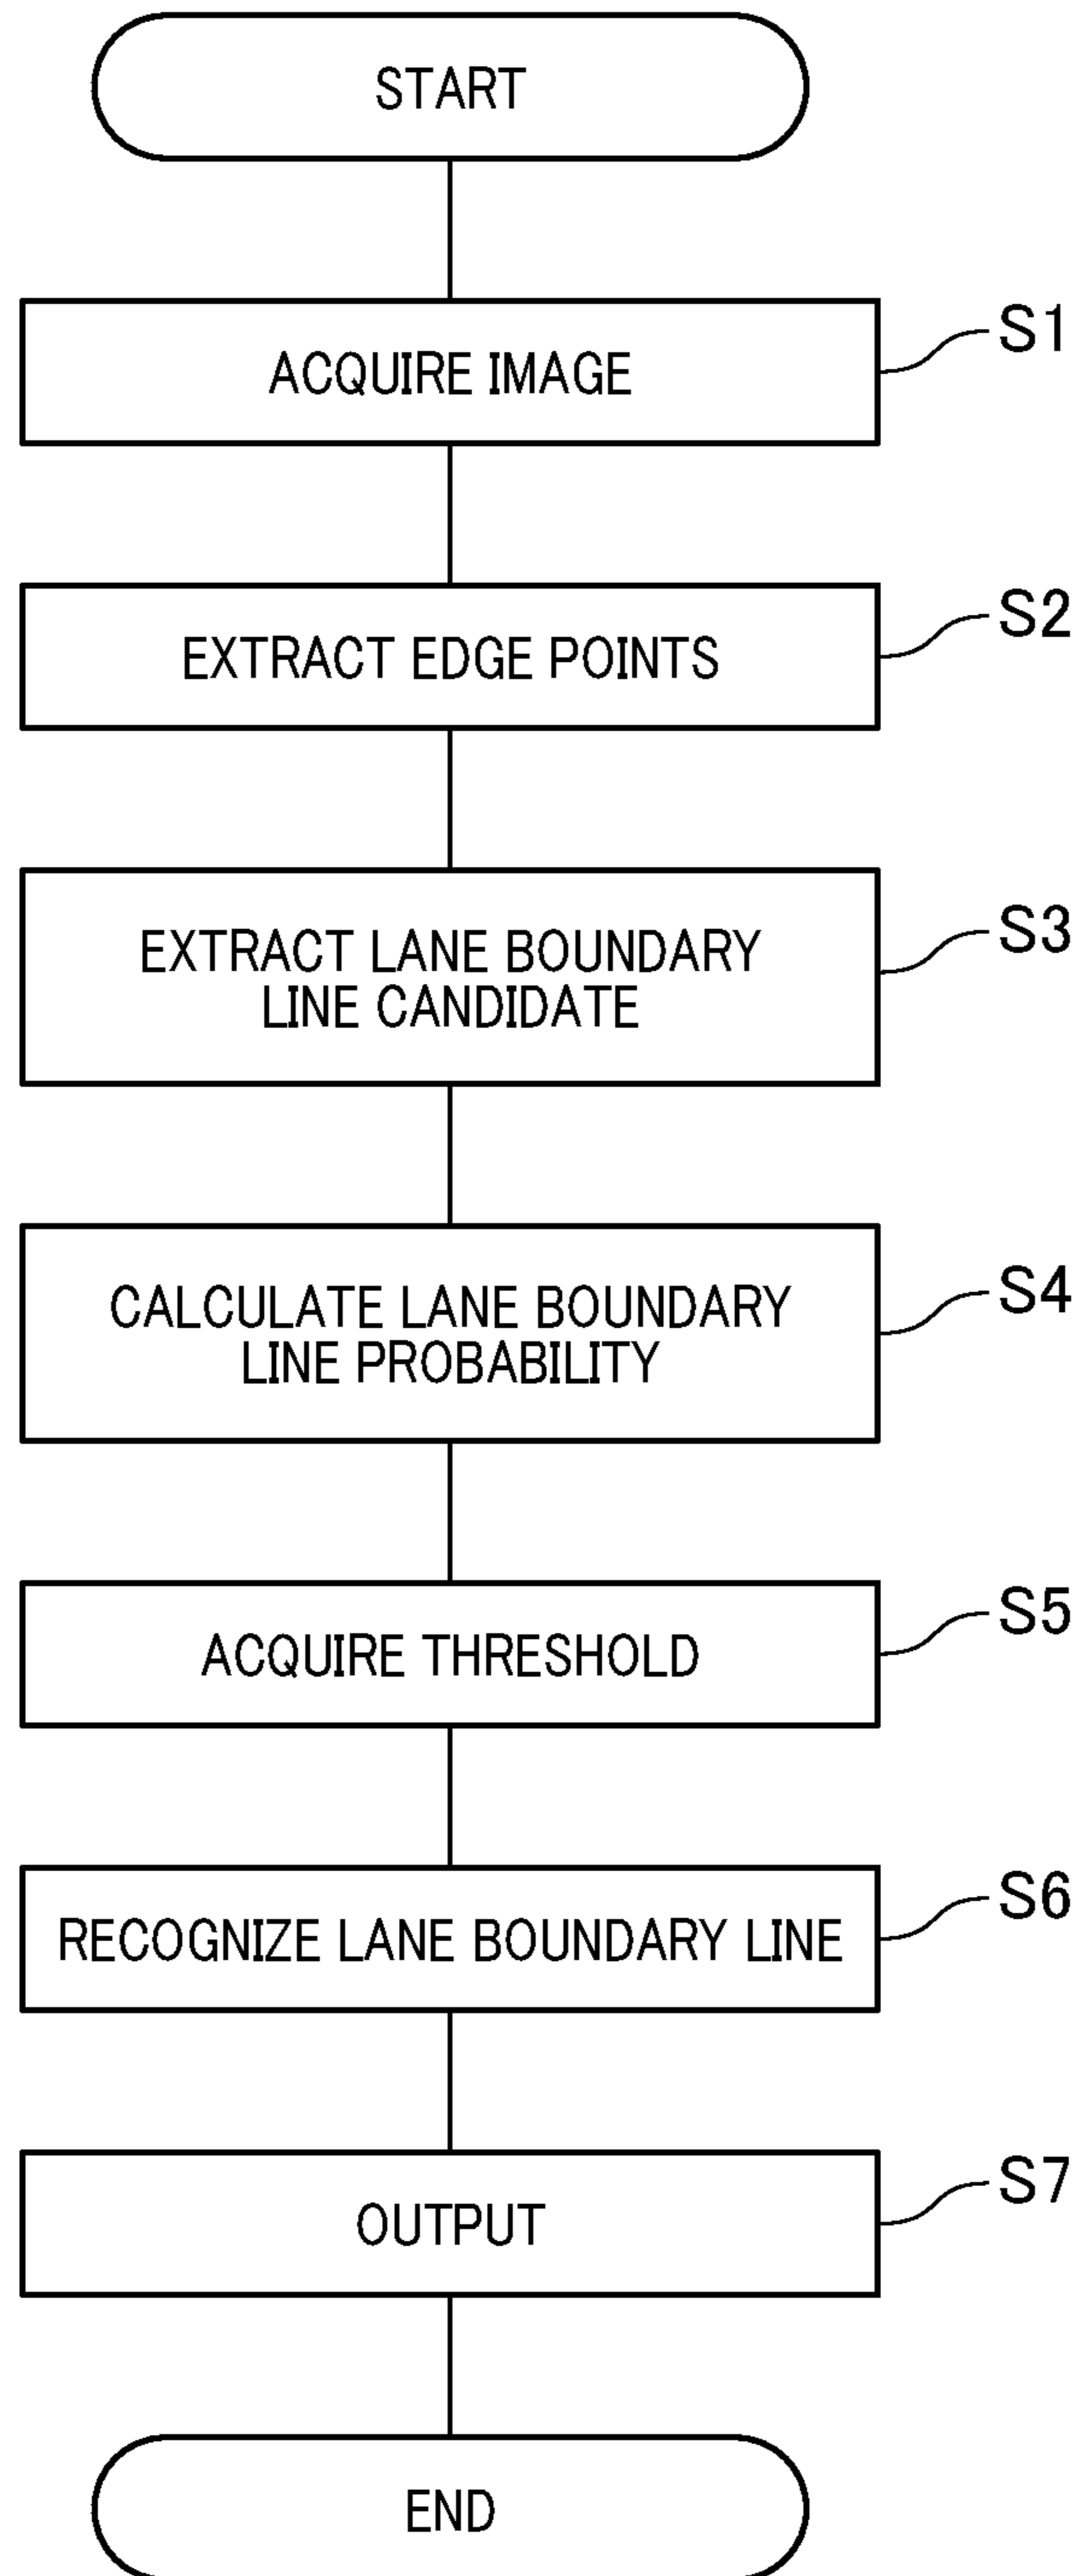 START
ACQUIRE IMAGE
S1
EXTRACT EDGE POINTS
S2
EXTRACT LANE BOUNDARY
LINE CANDIDATE
S3
CALCULATE LANE BOUNDARY
LINE PROBABILITY
S4
ACQUIRE THRESHOLD
S5
RECOGNIZE LANE BOUNDARY LINE
S6
OUTPUT
S7
END